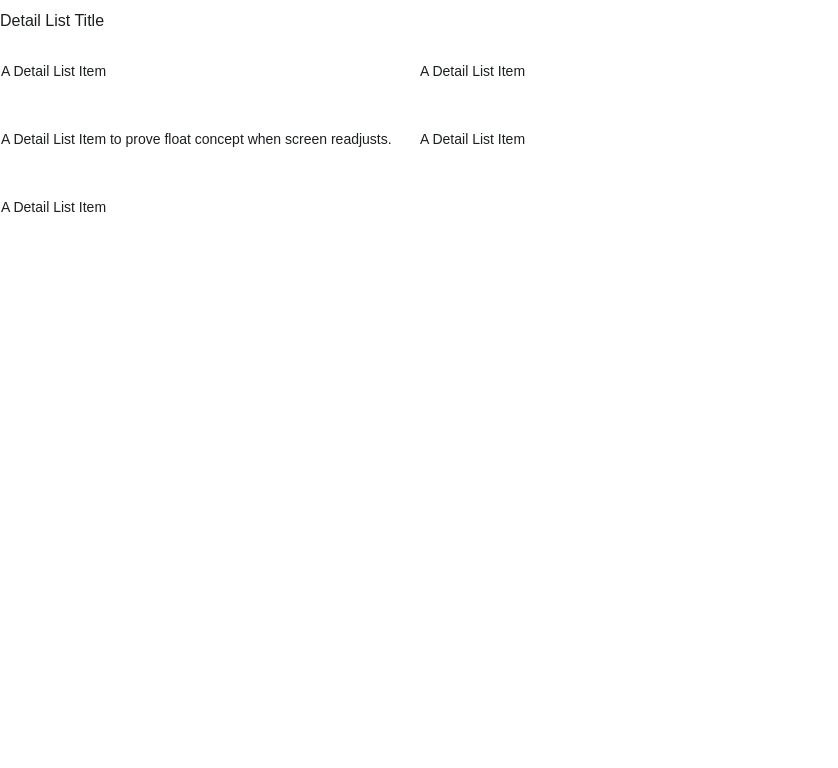 Detail List Title
A Detail List Item
A Detail List Item
A Detail List Item to prove float concept when screen readjusts.
A Detail List Item
A Detail List Item